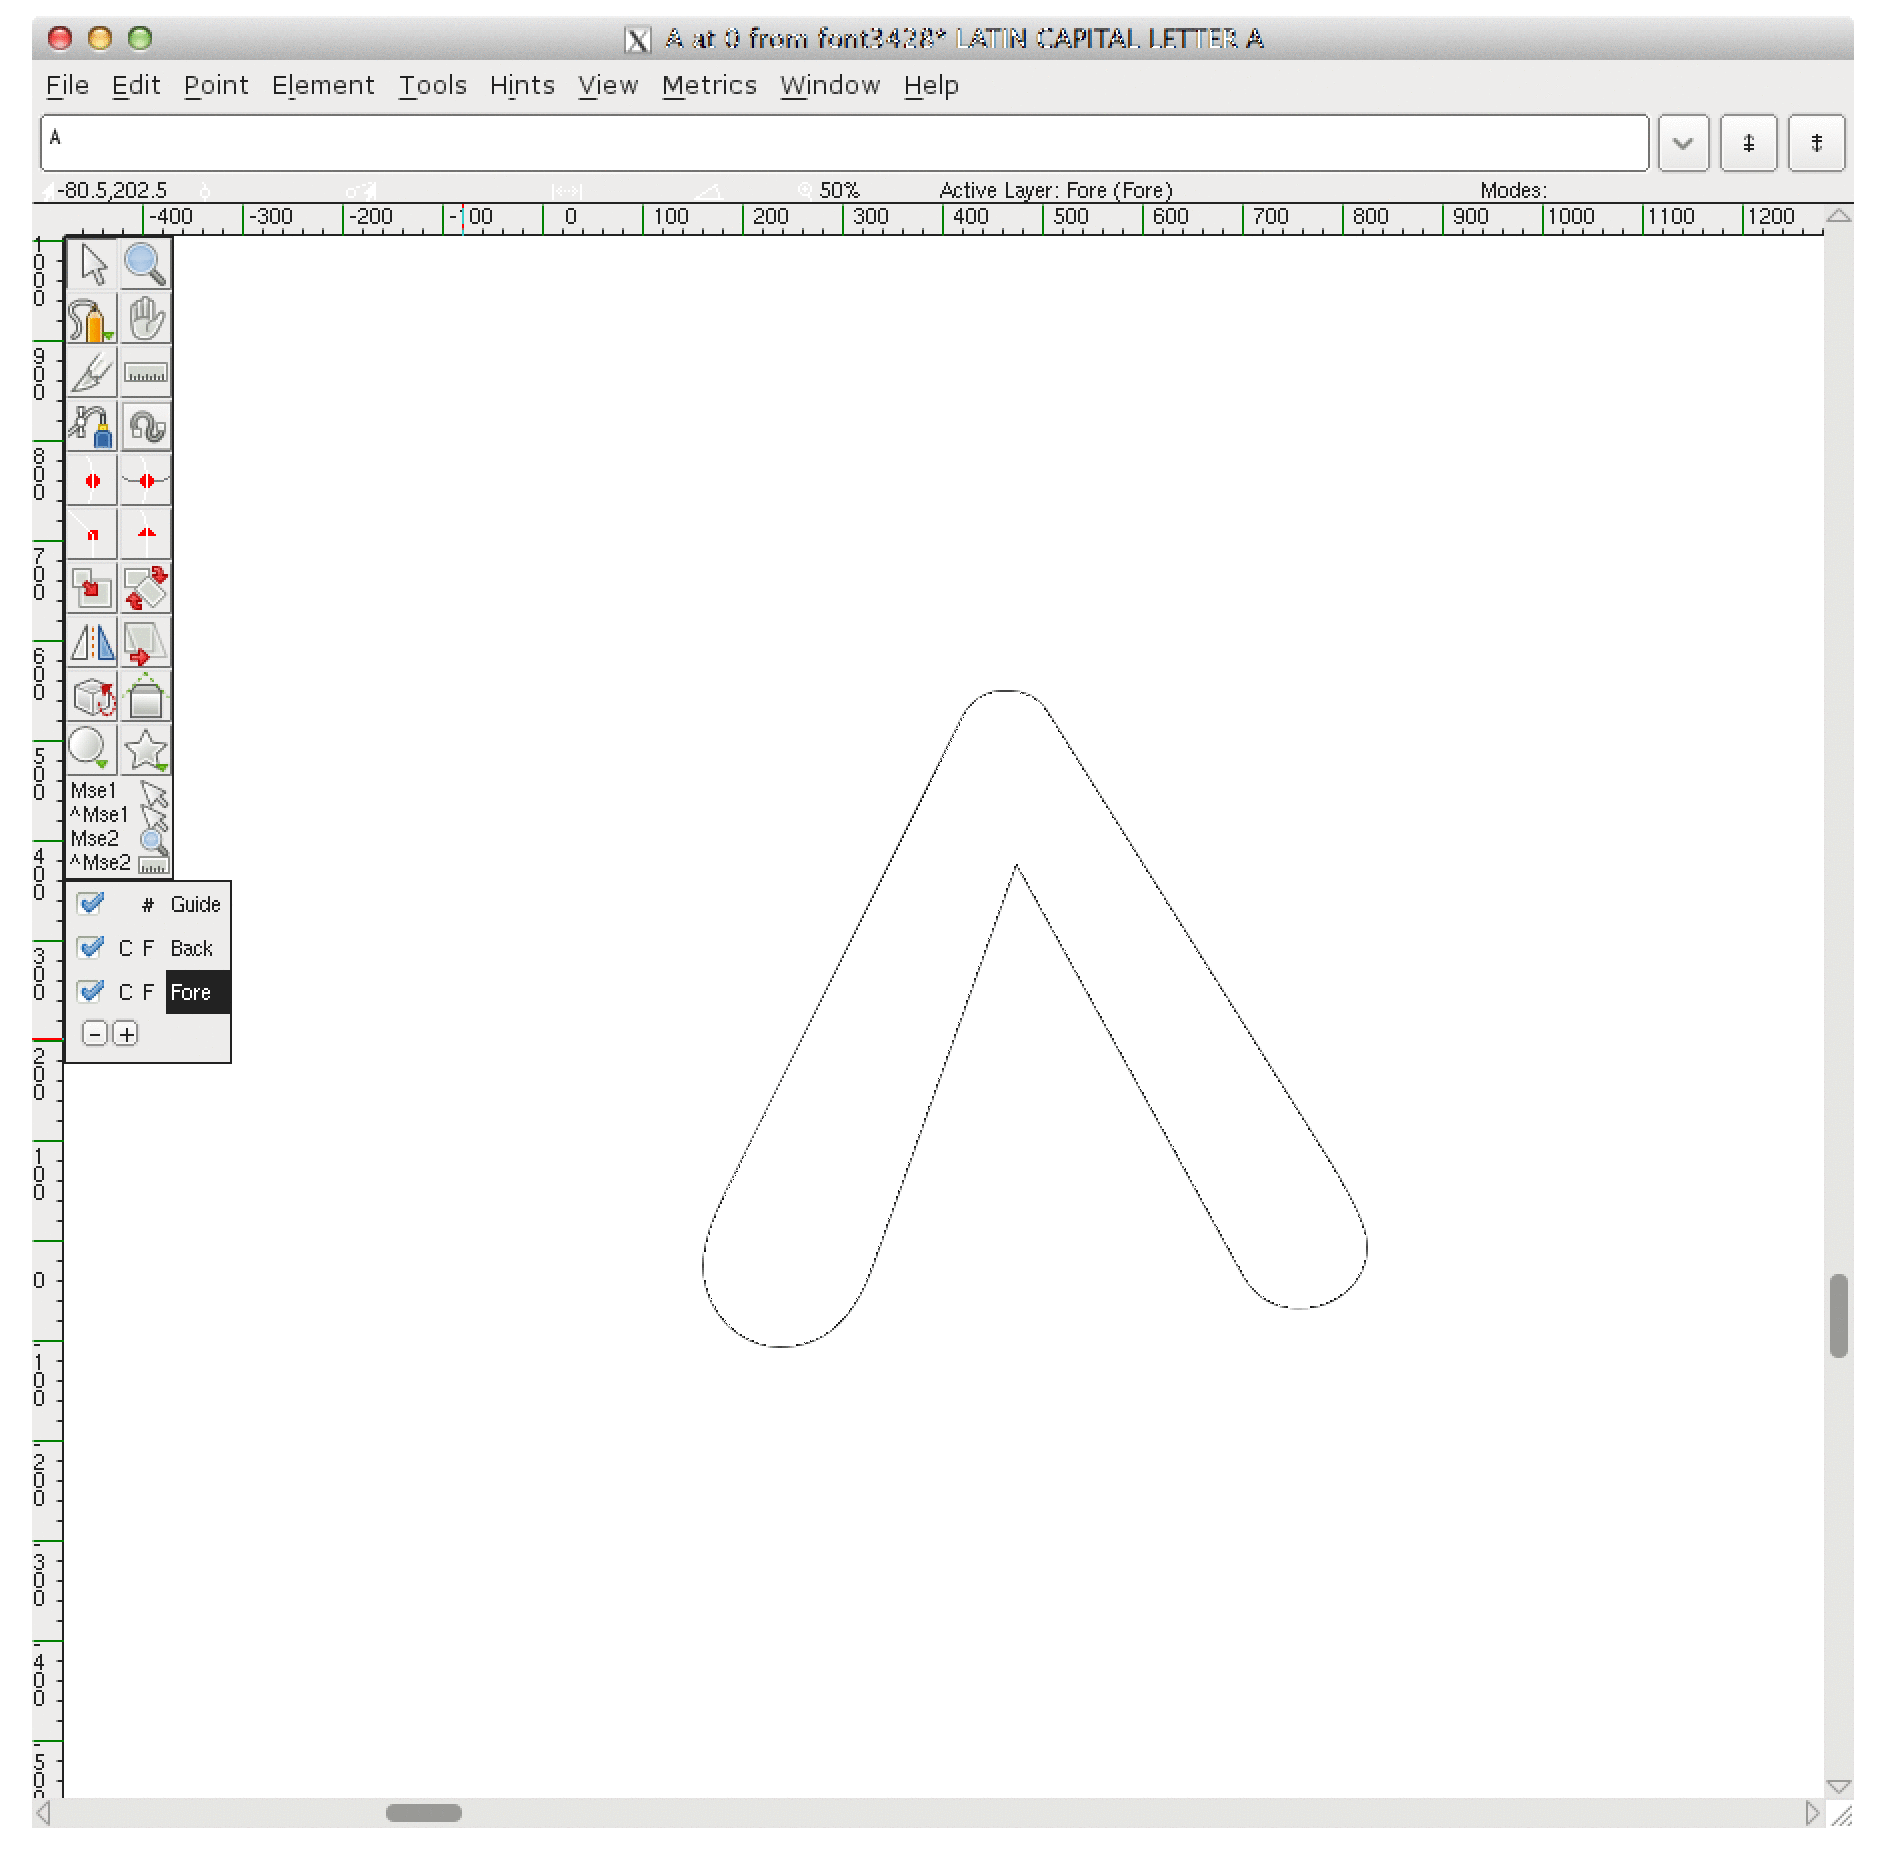 A at 0 from font3428* LATIN CAPITAL LETTER A
File Edit Point Element Tools Hints View Metrics Window Help
A
-80.5,202.5 50% Active Layer: Fore (Fore) Modes:
-400 -300 -200 -100 0 100 200 300 400 500 600 700 800 900 1000 1100 1200
1000
900
800
700
600
500
400
300
200
100
0
-100
-200
-300
-400
Mse1
^Mse1
Mse2
^Mse2
# Guide
C F Back
C F Fore
- +